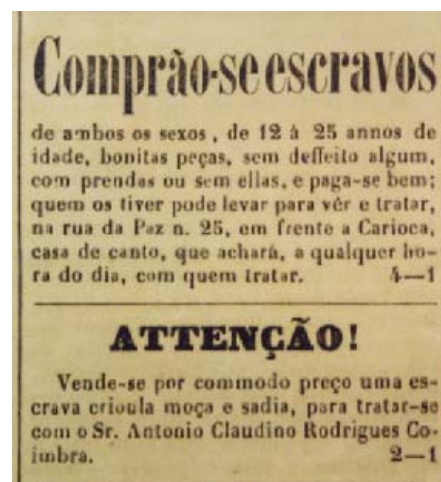 Comprão-se escravos
de ambos os sexos, de 12 à 25 annos de
idade, bonitas peças, sem deffeito algum,
com prendas ou sem ellas, e paga-se bem;
quem os tiver pode levar para vêr e tratar,
na rua da Paz n. 25, em frente a Carioca,
casa de canto, que achará, a qualquer ho-
ra do dia, com quem tratar. 4—1
ATTENÇÃO!
Vende-se por commodo preço uma es-
crava crioula moça e sadia, para tratar-se
com o Sr. Antonio Claudino Rodrigues Co-
imbra. 2—1